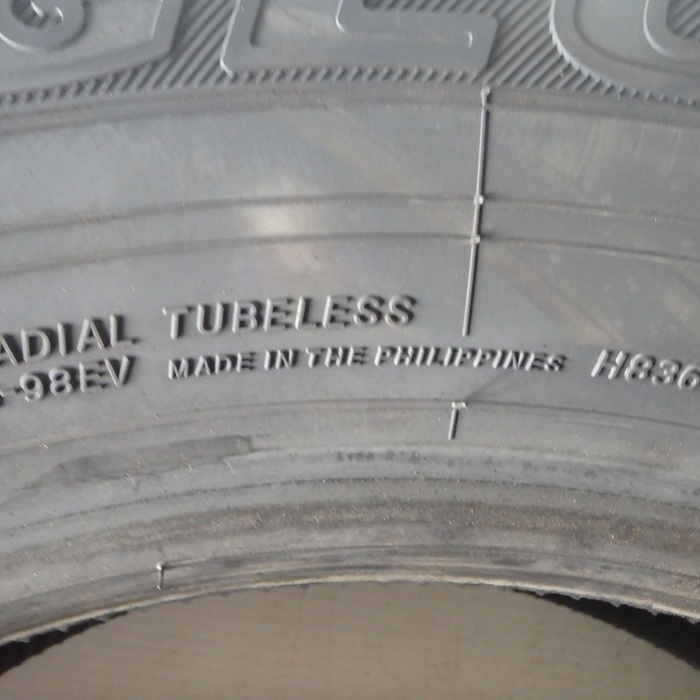 ADIAL TUBELESS
-98EV MADE IN THE PHILIPPINES H836